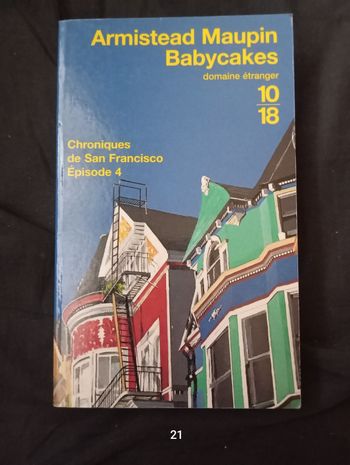 Armistead Maupin
Babycakes
domaine étranger
10
18
Chroniques
de San Francisco
Épisode 4
21